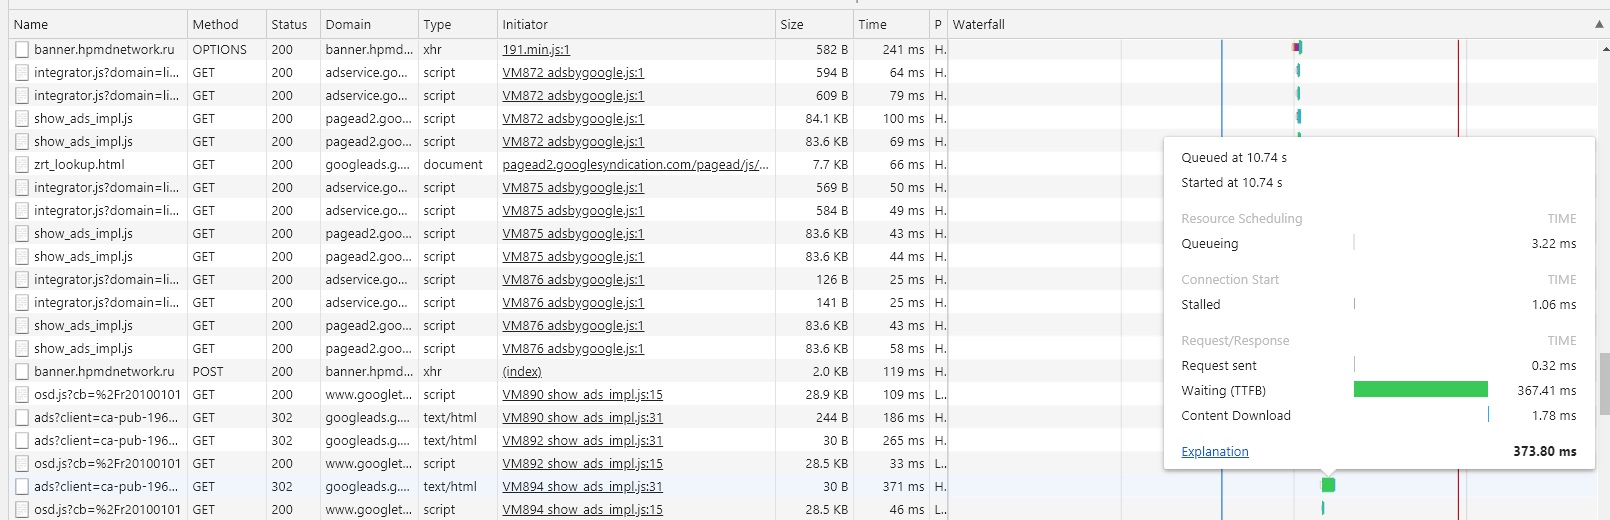 Name Method Status Domain Type Initiator Size Time P Waterfall
banner.hpmdnetwork.ru OPTIONS 200 banner.hpmd... xhr 191.min.js:1 582 B 241 ms H.
integrator.js?domain=li... GET 200 adservice.go... script VM872 adsbygoogle.js:1 594 B 64 ms H.
integrator.js?domain=li... GET 200 adservice.go... script VM872 adsbygoogle.js:1 609 B 79 ms H.
show_ads_impl.js GET 200 pagead2.goo... script VM872 adsbygoogle.js:1 84.1 KB 100 ms H.
show_ads_impl.js GET 200 pagead2.goo... script VM872 adsbygoogle.js:1 83.6 KB 69 ms H.
zrt_lookup.html GET 200 googleads.g.... document pagead2.googlesyndication.com/pagead/js/... 7.7 KB 66 ms H.
integrator.js?domain=li... GET 200 adservice.go... script VM875 adsbygoogle.js:1 569 B 50 ms H.
integrator.js?domain=li... GET 200 adservice.go... script VM875 adsbygoogle.js:1 584 B 49 ms H.
show_ads_impl.js GET 200 pagead2.goo... script VM875 adsbygoogle.js:1 83.6 KB 43 ms H.
show_ads_impl.js GET 200 pagead2.goo... script VM875 adsbygoogle.js:1 83.6 KB 44 ms H.
integrator.js?domain=li... GET 200 adservice.go... script VM876 adsbygoogle.js:1 126 B 25 ms H.
integrator.js?domain=li... GET 200 adservice.go... script VM876 adsbygoogle.js:1 141 B 25 ms H.
show_ads_impl.js GET 200 pagead2.goo... script VM876 adsbygoogle.js:1 83.6 KB 43 ms H.
show_ads_impl.js GET 200 pagead2.goo... script VM876 adsbygoogle.js:1 83.6 KB 58 ms H.
banner.hpmdnetwork.ru POST 200 banner.hpmd... xhr (index) 2.0 KB 119 ms H.
osd.js?cb=%2Fr20100101 GET 200 www.googlet... script VM890 show_ads_impl.js:15 28.9 KB 109 ms L..
ads?client=ca-pub-196... GET 302 googleads.g.... text/html VM890 show_ads_impl.js:31 244 B 186 ms H.
ads?client=ca-pub-196... GET 302 googleads.g.... text/html VM892 show_ads_impl.js:31 30 B 265 ms H.
osd.js?cb=%2Fr20100101 GET 200 www.googlet... script VM892 show_ads_impl.js:15 28.5 KB 33 ms L..
ads?client=ca-pub-196... GET 302 googleads.g.... text/html VM894 show_ads_impl.js:31 30 B 371 ms H.
osd.js?cb=%2Fr20100101 GET 200 www.googlet... script VM894 show_ads_impl.js:15 28.5 KB 46 ms L..
Queued at 10.74 s
Started at 10.74 s
Resource Scheduling TIME
Queueing 3.22 ms
Connection Start TIME
Stalled 1.06 ms
Request/Response TIME
Request sent 0.32 ms
Waiting (TTFB) 367.41 ms
Content Download 1.78 ms
Explanation 373.80 ms